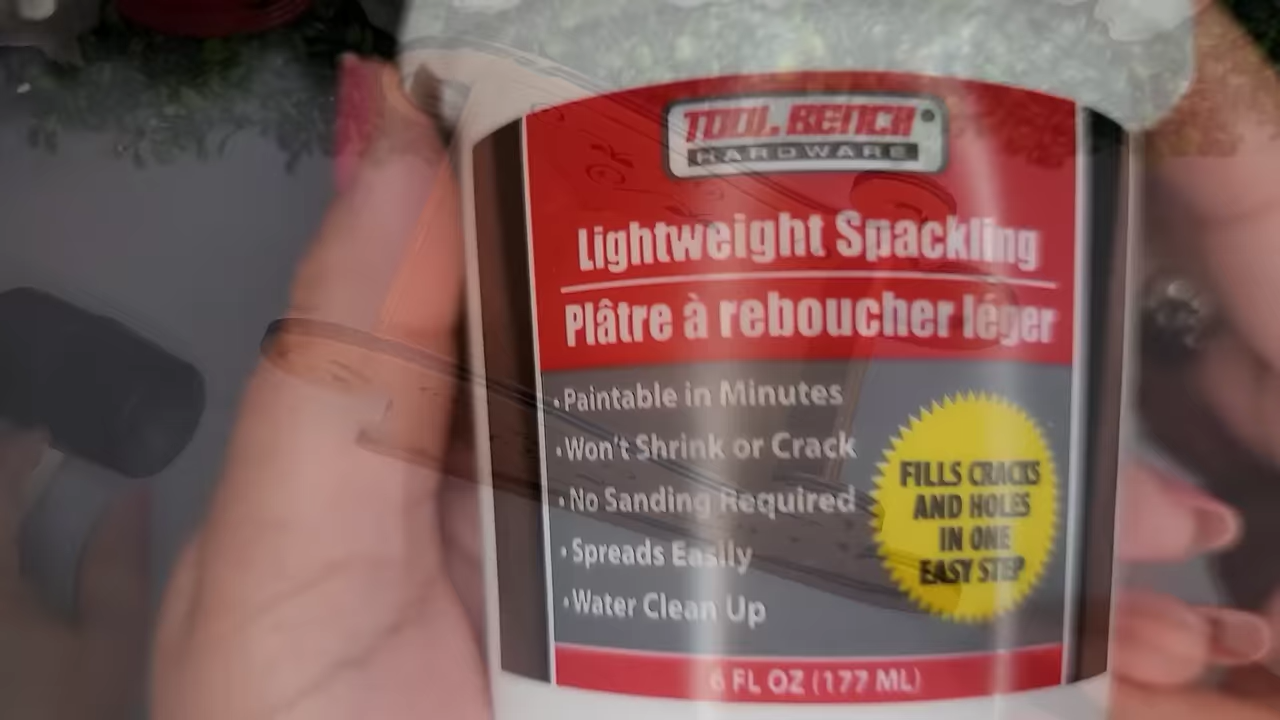 TOOL BENCH
HARDWARE
Lightweight Spackling
Plâtre à reboucher léger
• Paintable in Minutes
• Won't Shrink or Crack
• No Sanding Required
• Spreads Easily
• Water Clean Up
FILLS CRACKS
AND HOLES
IN ONE
EASY STEP
6 FL OZ (177 ML)